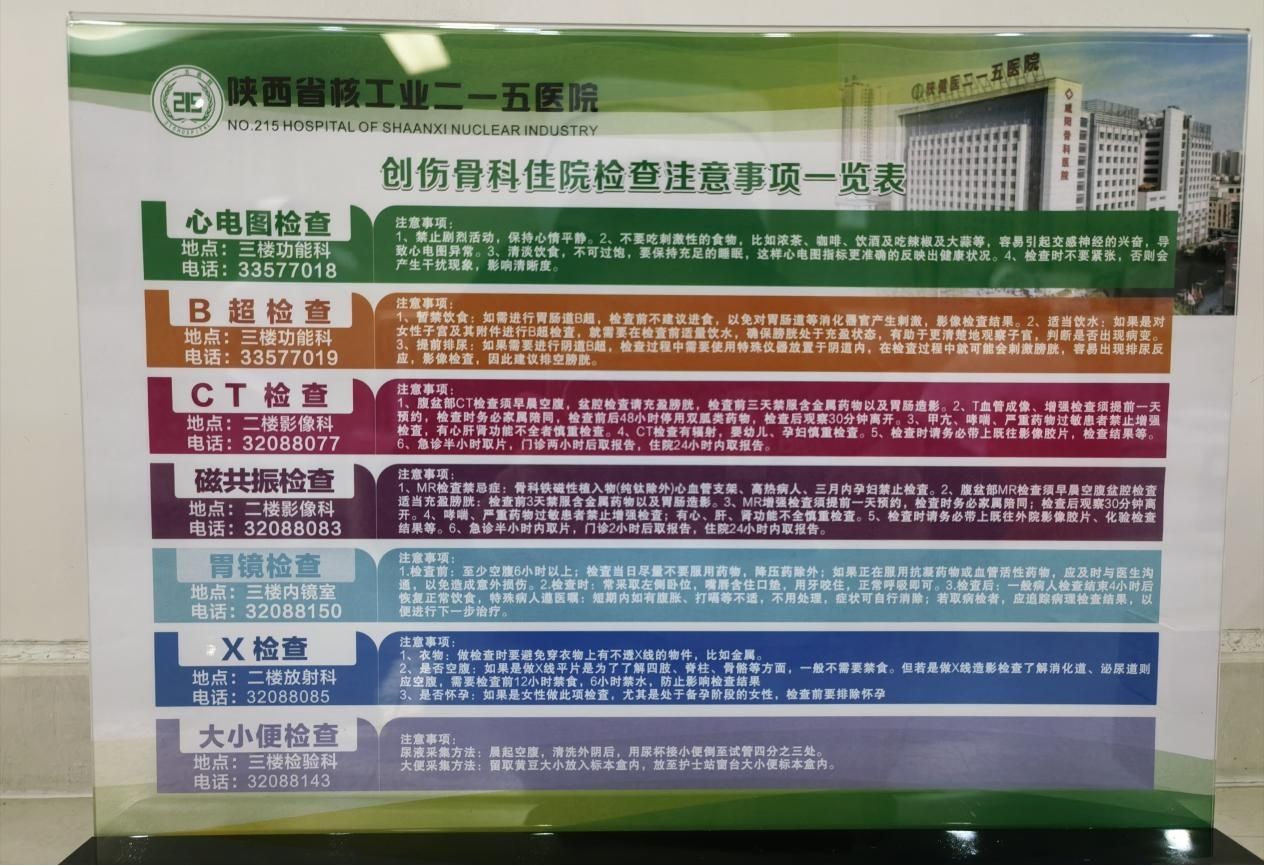 陕西省核工业二一五医院
NO.215 HOSPITAL OF SHAANXI NUCLEAR INDUSTRY
215
陕健医二一五医院
咸阳骨科医院
创伤骨科住院检查注意事项一览表
心电图检查
地点：三楼功能科
电话：33577018
注意事项：
1、禁止剧烈活动，保持心情平静。2、不要吃刺激性的食物，比如浓茶、咖啡、饮酒及吃辣椒及大蒜等，容易引起交感神经的兴奋，导
致心电图异常。3、清淡饮食，不可过饱，要保持充足的睡眠，这样心电图指标更准确的反映出健康状况。4、检查时不要紧张，否则会
产生干扰现象，影响清晰度。
B超检查
地点：三楼功能科
电话：33577019
注意事项：
1、暂禁饮食：如需进行胃肠道B超，检查前不建议进食，以免对胃肠道等消化器官产生刺激，影像检查结果。2、适当饮水：如果是对
女性子宫及其附件进行B超检查，就需要在检查前适量饮水，确保膀胱处于充盈状态，有助于更清楚地观察子宫，判断是否出现病变。
3、提前排尿：如果需要进行阴道B超，检查过程中需要使用特殊仪器放置于阴道内，在检查过程中就可能会刺激膀胱，容易出现排尿反
应，影像检查，因此建议排空膀胱。
CT检查
地点：二楼影像科
电话：32088077
注意事项：
1、腹盆部CT检查须早晨空腹，盆腔检查请充盈膀胱，检查前三天禁服含金属药物以及胃肠造影。2、T血管成像、增强检查须提前一天
预约，检查时务必家属陪同，检查前后48小时停用双胍类药物，检查后观察30分钟离开。3、甲亢、哮喘、严重药物过敏患者禁止增强
检查，有心肝肾功能不全者慎重检查。4、CT检查有辐射，婴幼儿、孕妇慎重检查。5、检查时请务必带上既往影像胶片，检查结果等。
6、急诊半小时取片，门诊两小时后取报告，住院24小时内取报告。
磁共振检查
地点：二楼影像科
电话：32088083
注意事项：
1、MR检查禁忌症：骨科铁磁性植入物(纯钛除外)心血管支架、高热病人、三月内孕妇禁止检查。2、腹盆部MR检查须早晨空腹盆腔检查
适当充盈膀胱；检查前3天禁服含金属药物以及胃肠造影。3、MR增强检查须提前一天预约，检查时务必家属陪同；检查后观察30分钟离
开。4、哮喘、严重药物过敏患者禁止增强检查；有心、肝、肾功能不全慎重检查。5、检查时请务必带上既往外院影像胶片、化验检查
结果等。6、急诊半小时内取片，门诊2小时后取报告，住院24小时内取报告。
胃镜检查
地点：三楼内镜室
电话：32088150
注意事项：
1.检查前：至少空腹6小时以上；检查当日尽量不要服用药物，降压药除外；如果正在服用抗凝药物或血管活性药物，应及时与医生沟
通，以免造成意外损伤。2.检查时：常采取左侧卧位，嘴唇含住口垫，用牙咬住，正常呼吸即可。3.检查后：一般病人检查结束4小时后
恢复正常饮食，特殊病人遵医嘱：短期内如有腹胀、打嗝等不适，不用处理，症状可自行消除；若取病检者，应追踪病理检查结果，以
便进行下一步治疗。
X检查
地点：二楼放射科
电话：32088085
注意事项：
1、衣物：做检查时要避免穿衣物上有不透X线的物件，比如金属。
2、是否空腹：如果是做X线平片是为了了解四肢、脊柱、骨骼等方面，一般不需要禁食。但若是做X线造影检查了解消化道、泌尿道则
应空腹，需要检查前12小时禁食，6小时禁水，防止影响检查结果
3、是否怀孕：如果是女性做此项检查，尤其是处于备孕阶段的女性，检查前要排除怀孕
大小便检查
地点：三楼检验科
电话：32088143
注意事项：
尿液采集方法：晨起空腹，清洗外阴后，用尿杯接小便倒至试管四分之三处。
大便采集方法：留取黄豆大小放入标本盒内，放至护士站窗台大小便标本盒内。